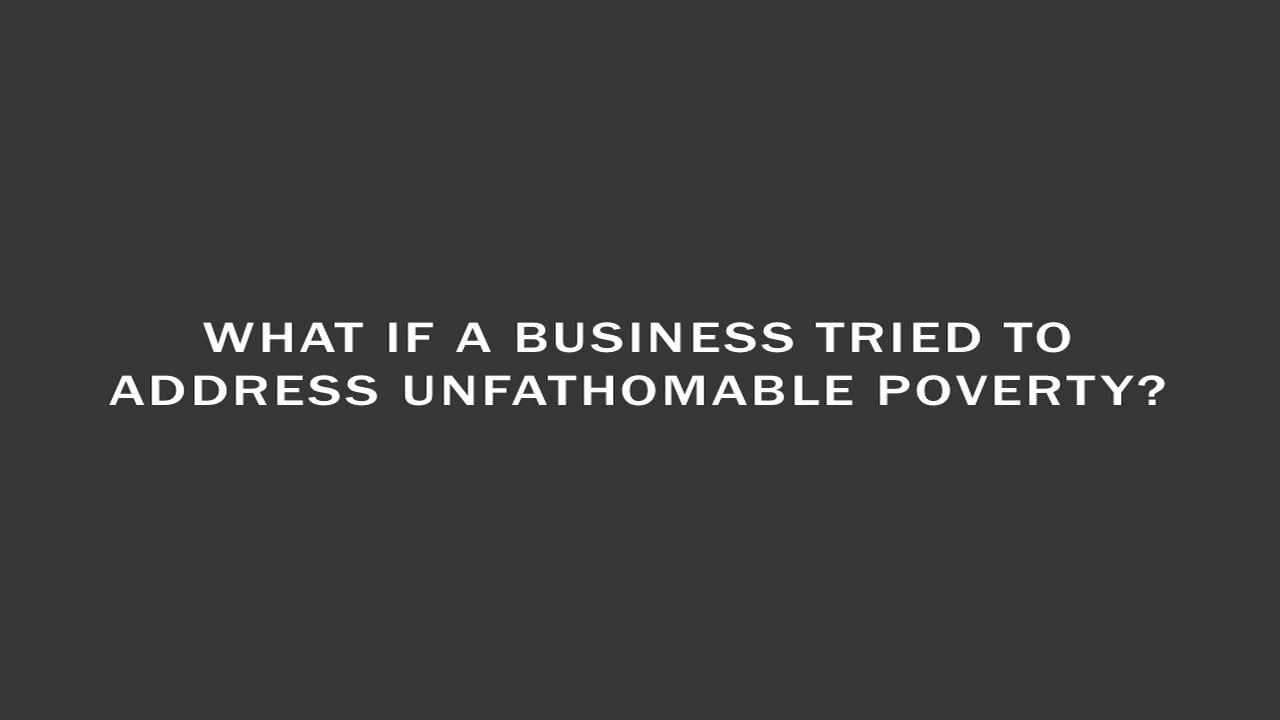 WHAT IF A BUSINESS TRIED TO
ADDRESS UNFATHOMABLE POVERTY?